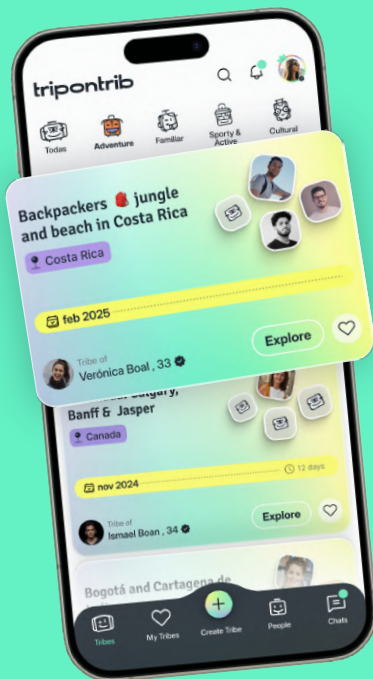 tripontrib
Todas
Adventure
Familiar
Sporty &
Active
Cultural
Backpackers jungle
and beach in Costa Rica
Costa Rica
feb 2025
Explore
Tribe of
Verónica Boal , 33
Calgary,
Banff & Jasper
Canada
nov 2024
12 days
Tribe of
Ismael Boan , 34
Explore
Bogotá and Cartagena de
Tribes
My Tribes
Create Tribe
People
Chats